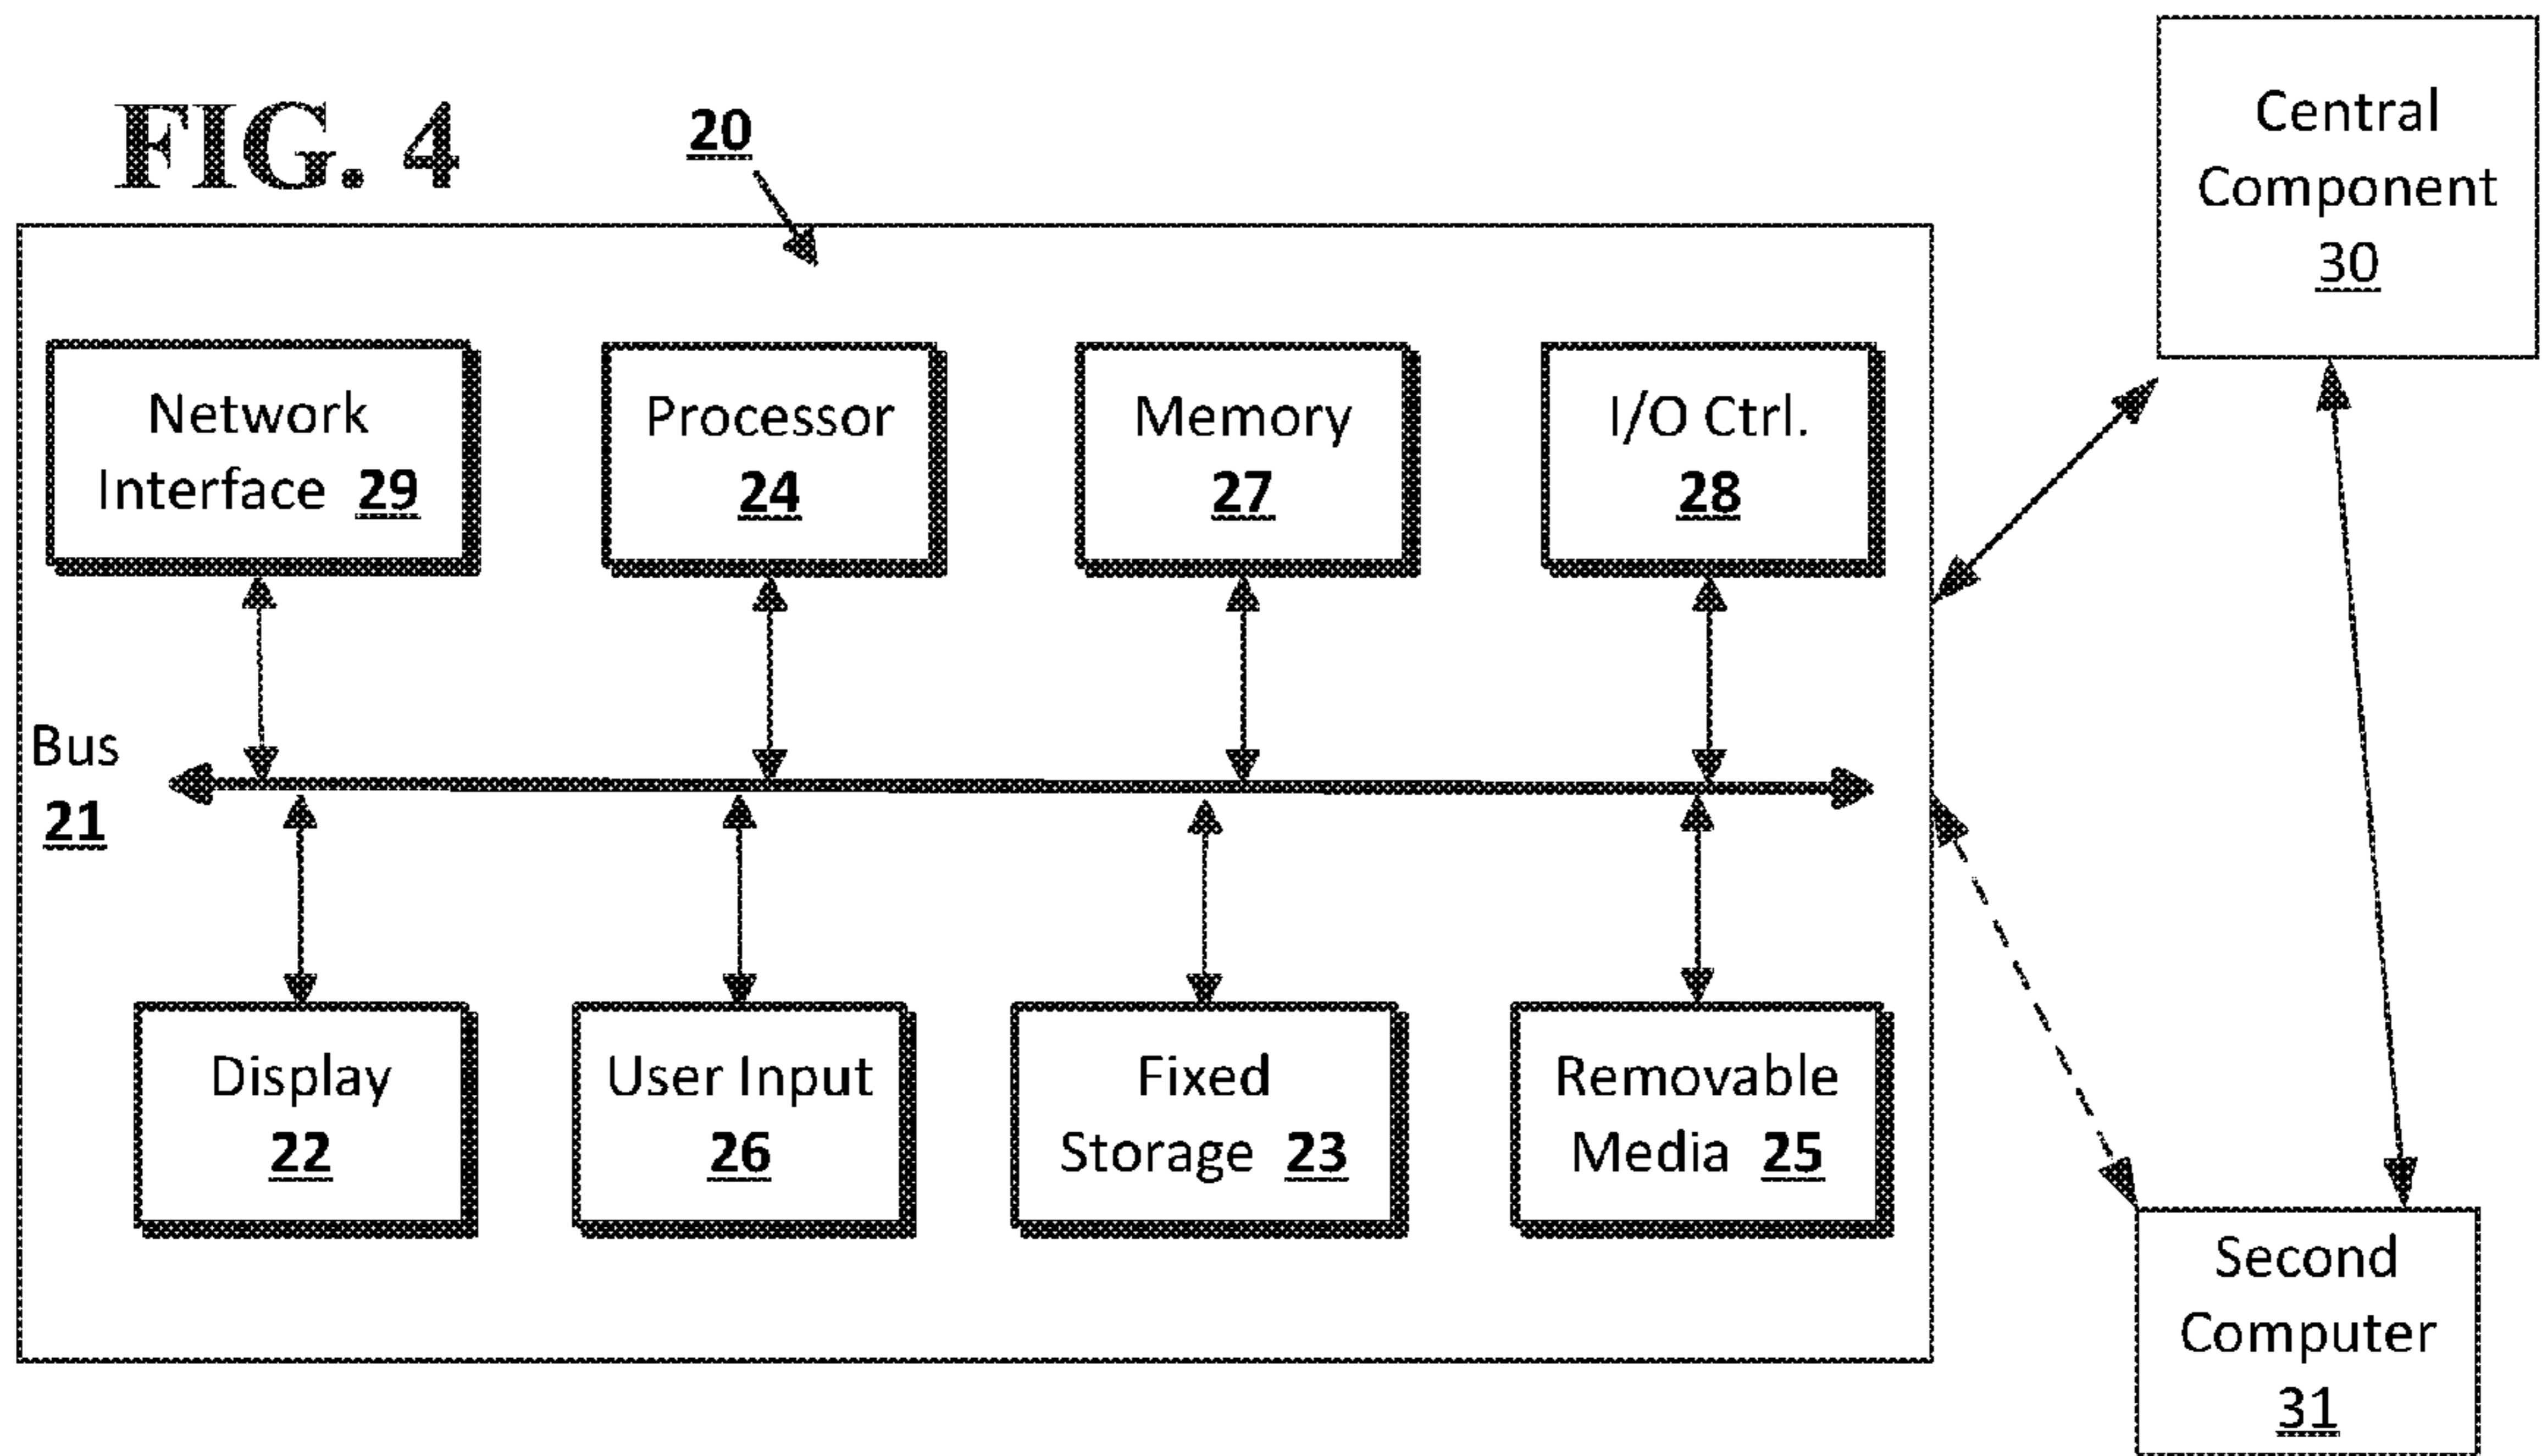 FIG. 4
20
Central
Component
30
Network
Interface 29
Processor
24
Memory
27
I/O Ctrl.
28
Bus
21
Display
22
User Input
26
Fixed
Storage 23
Removable
Media 25
Second
Computer
31